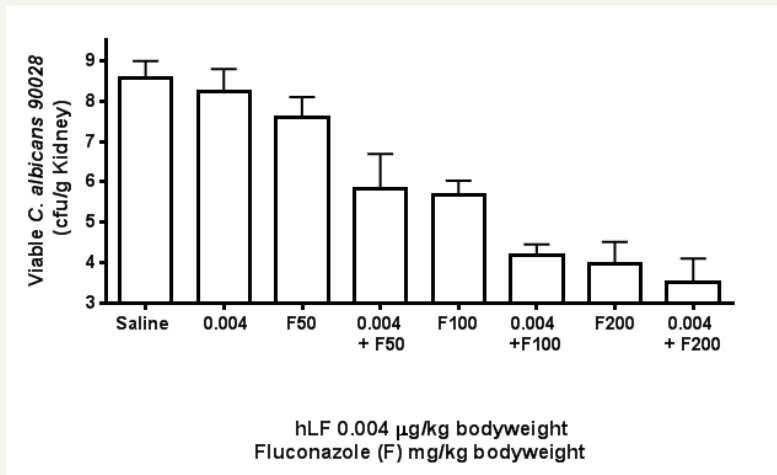 Viable C. albicans 90028
(cfu/g Kidney)
9
8
7
6
5
4
3
Saline
0.004
F50
0.004
+ F50
F100
0.004
+F100
F200
0.004
+ F200
hLF 0.004 μg/kg bodyweight
Fluconazole (F) mg/kg bodyweight